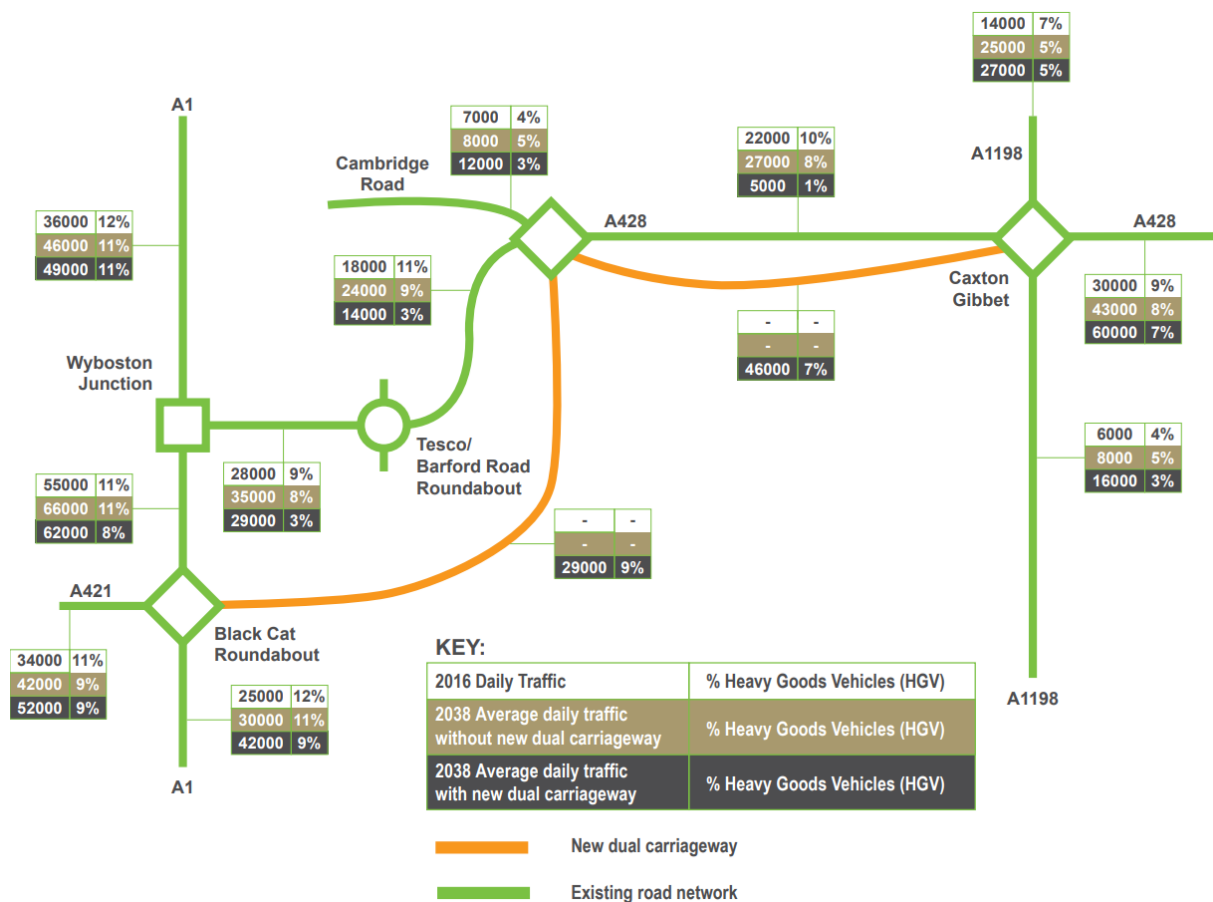 14000 7%
25000 5%
27000 5%
A1
7000 4%
8000 5%
12000 3%
22000 10%
27000 8%
5000 1%
A1198
Cambridge
Road
A428
A428
36000 12%
46000 11%
49000 11%
18000 11%
24000 9%
14000 3%
Caxton
Gibbet
30000 9%
43000 8%
60000 7%
- -
- -
46000 7%
Wyboston
Junction
Tesco/
Barford Road
Roundabout
6000 4%
8000 5%
16000 3%
28000 9%
35000 8%
29000 3%
55000 11%
66000 11%
62000 8%
- -
- -
29000 9%
A421
Black Cat
Roundabout
34000 11%
42000 9%
52000 9%
25000 12%
30000 11%
42000 9%
A1
A1198
KEY:
2016 Daily Traffic % Heavy Goods Vehicles (HGV)
2038 Average daily traffic
without new dual carriageway % Heavy Goods Vehicles (HGV)
2038 Average daily traffic
with new dual carriageway % Heavy Goods Vehicles (HGV)
New dual carriageway
Existing road network